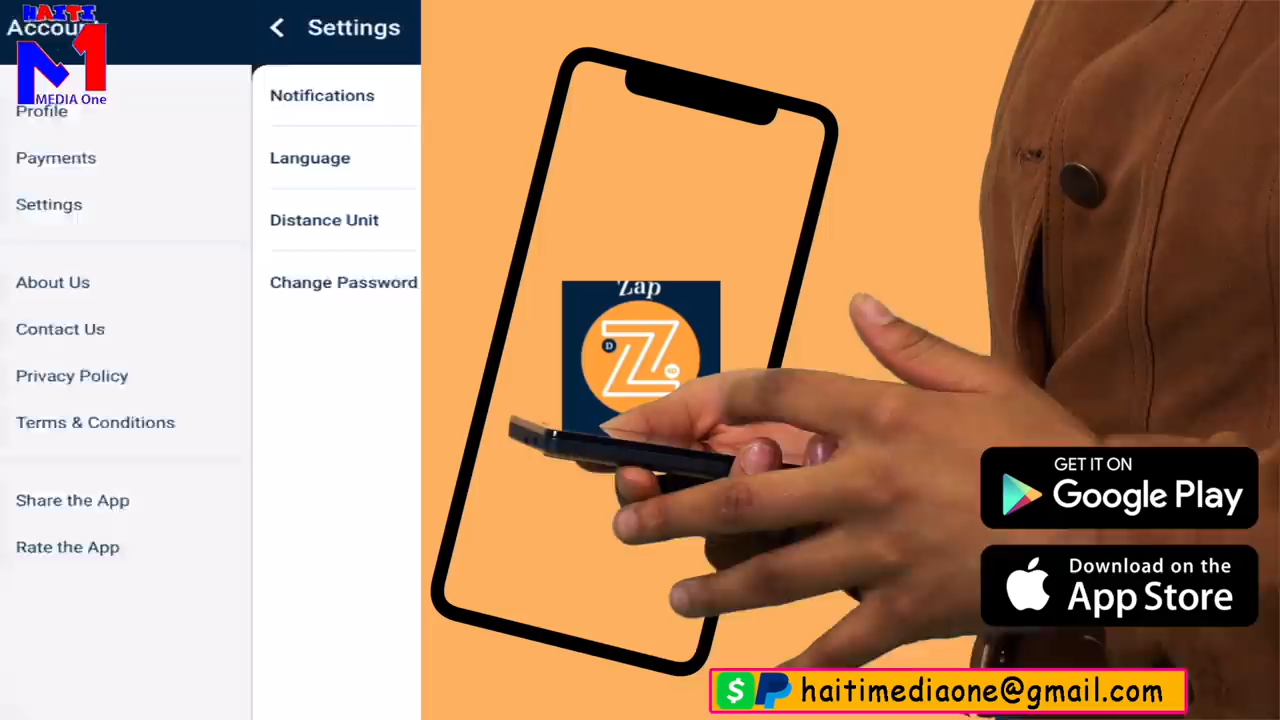 HAITI
M1
MEDIA One
Account
Profile
Payments
Settings
About Us
Contact Us
Privacy Policy
Terms & Conditions
Share the App
Rate the App
Settings
Notifications
Language
Distance Unit
Change Password
Zap
D
Z
GET IT ON
Google Play
Download on the
App Store
$ P haitimediaone@gmail.com